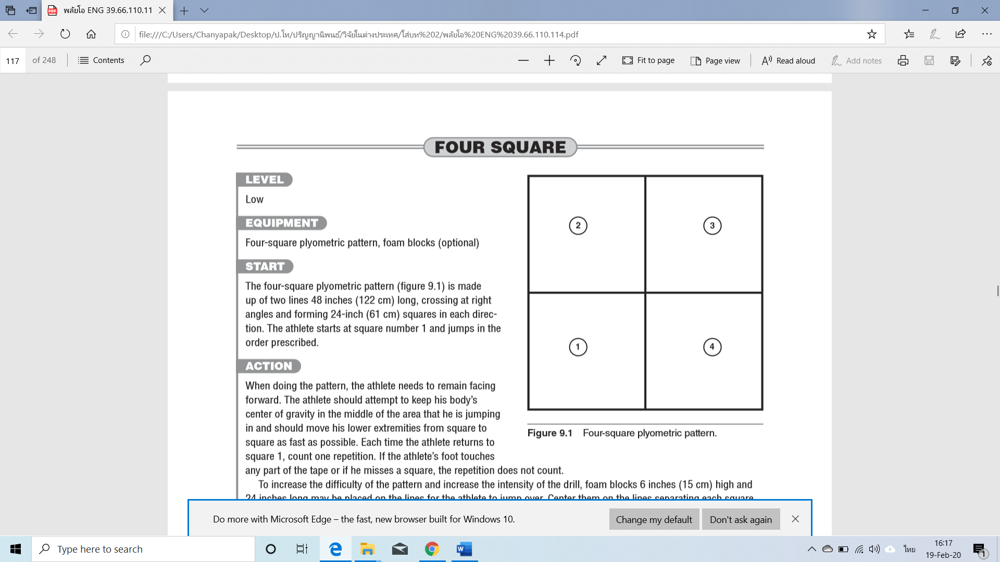 พลัยโอ ENG 39.66.110.11
file:///C:/Users/Chanyapak/Desktop/ป.โท/ปริญญานิพนธ์/วิจัยในต่างประเทศ/ใส่บท%202/พลัยโอ%20ENG%2039.66.110.114.pdf
117 of 248 Contents Fit to page Page view Read aloud Add notes
FOUR SQUARE
LEVEL
Low
EQUIPMENT
Four-square plyometric pattern, foam blocks (optional)
START
The four-square plyometric pattern (figure 9.1) is made
up of two lines 48 inches (122 cm) long, crossing at right
angles and forming 24-inch (61 cm) squares in each direc-
tion. The athlete starts at square number 1 and jumps in the
order prescribed.
ACTION
When doing the pattern, the athlete needs to remain facing
forward. The athlete should attempt to keep his body's
center of gravity in the middle of the area that he is jumping
in and should move his lower extremities from square to
square as fast as possible. Each time the athlete returns to
square 1, count one repetition. If the athlete's foot touches
any part of the tape or if he misses a square, the repetition does not count.
To increase the difficulty of the pattern and increase the intensity of the drill, foam blocks 6 inches (15 cm) high and
24 inches long may be placed on the lines for the athlete to jump over. Center them on the lines separating each square
2 3
1 4
Figure 9.1 Four-square plyometric pattern.
Do more with Microsoft Edge – the fast, new browser built for Windows 10.
Change my default
Don't ask again
Type here to search
ไทย
16:17
19-Feb-20
1